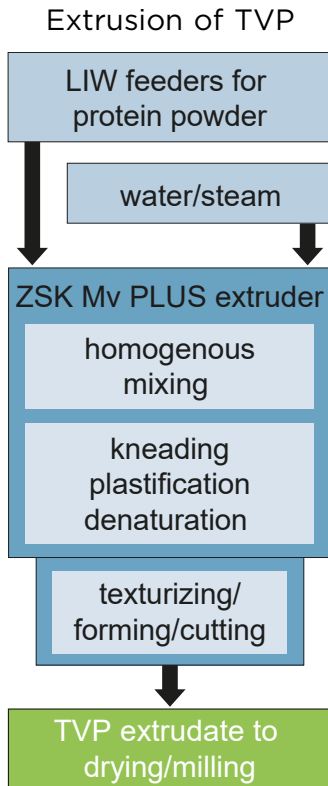 Extrusion of TVP
LIW feeders for
protein powder
water/steam
ZSK Mv PLUS extruder
homogenous
mixing
kneading
plastification
denaturation
texturizing/
forming/cutting
TVP extrudate to
drying/milling